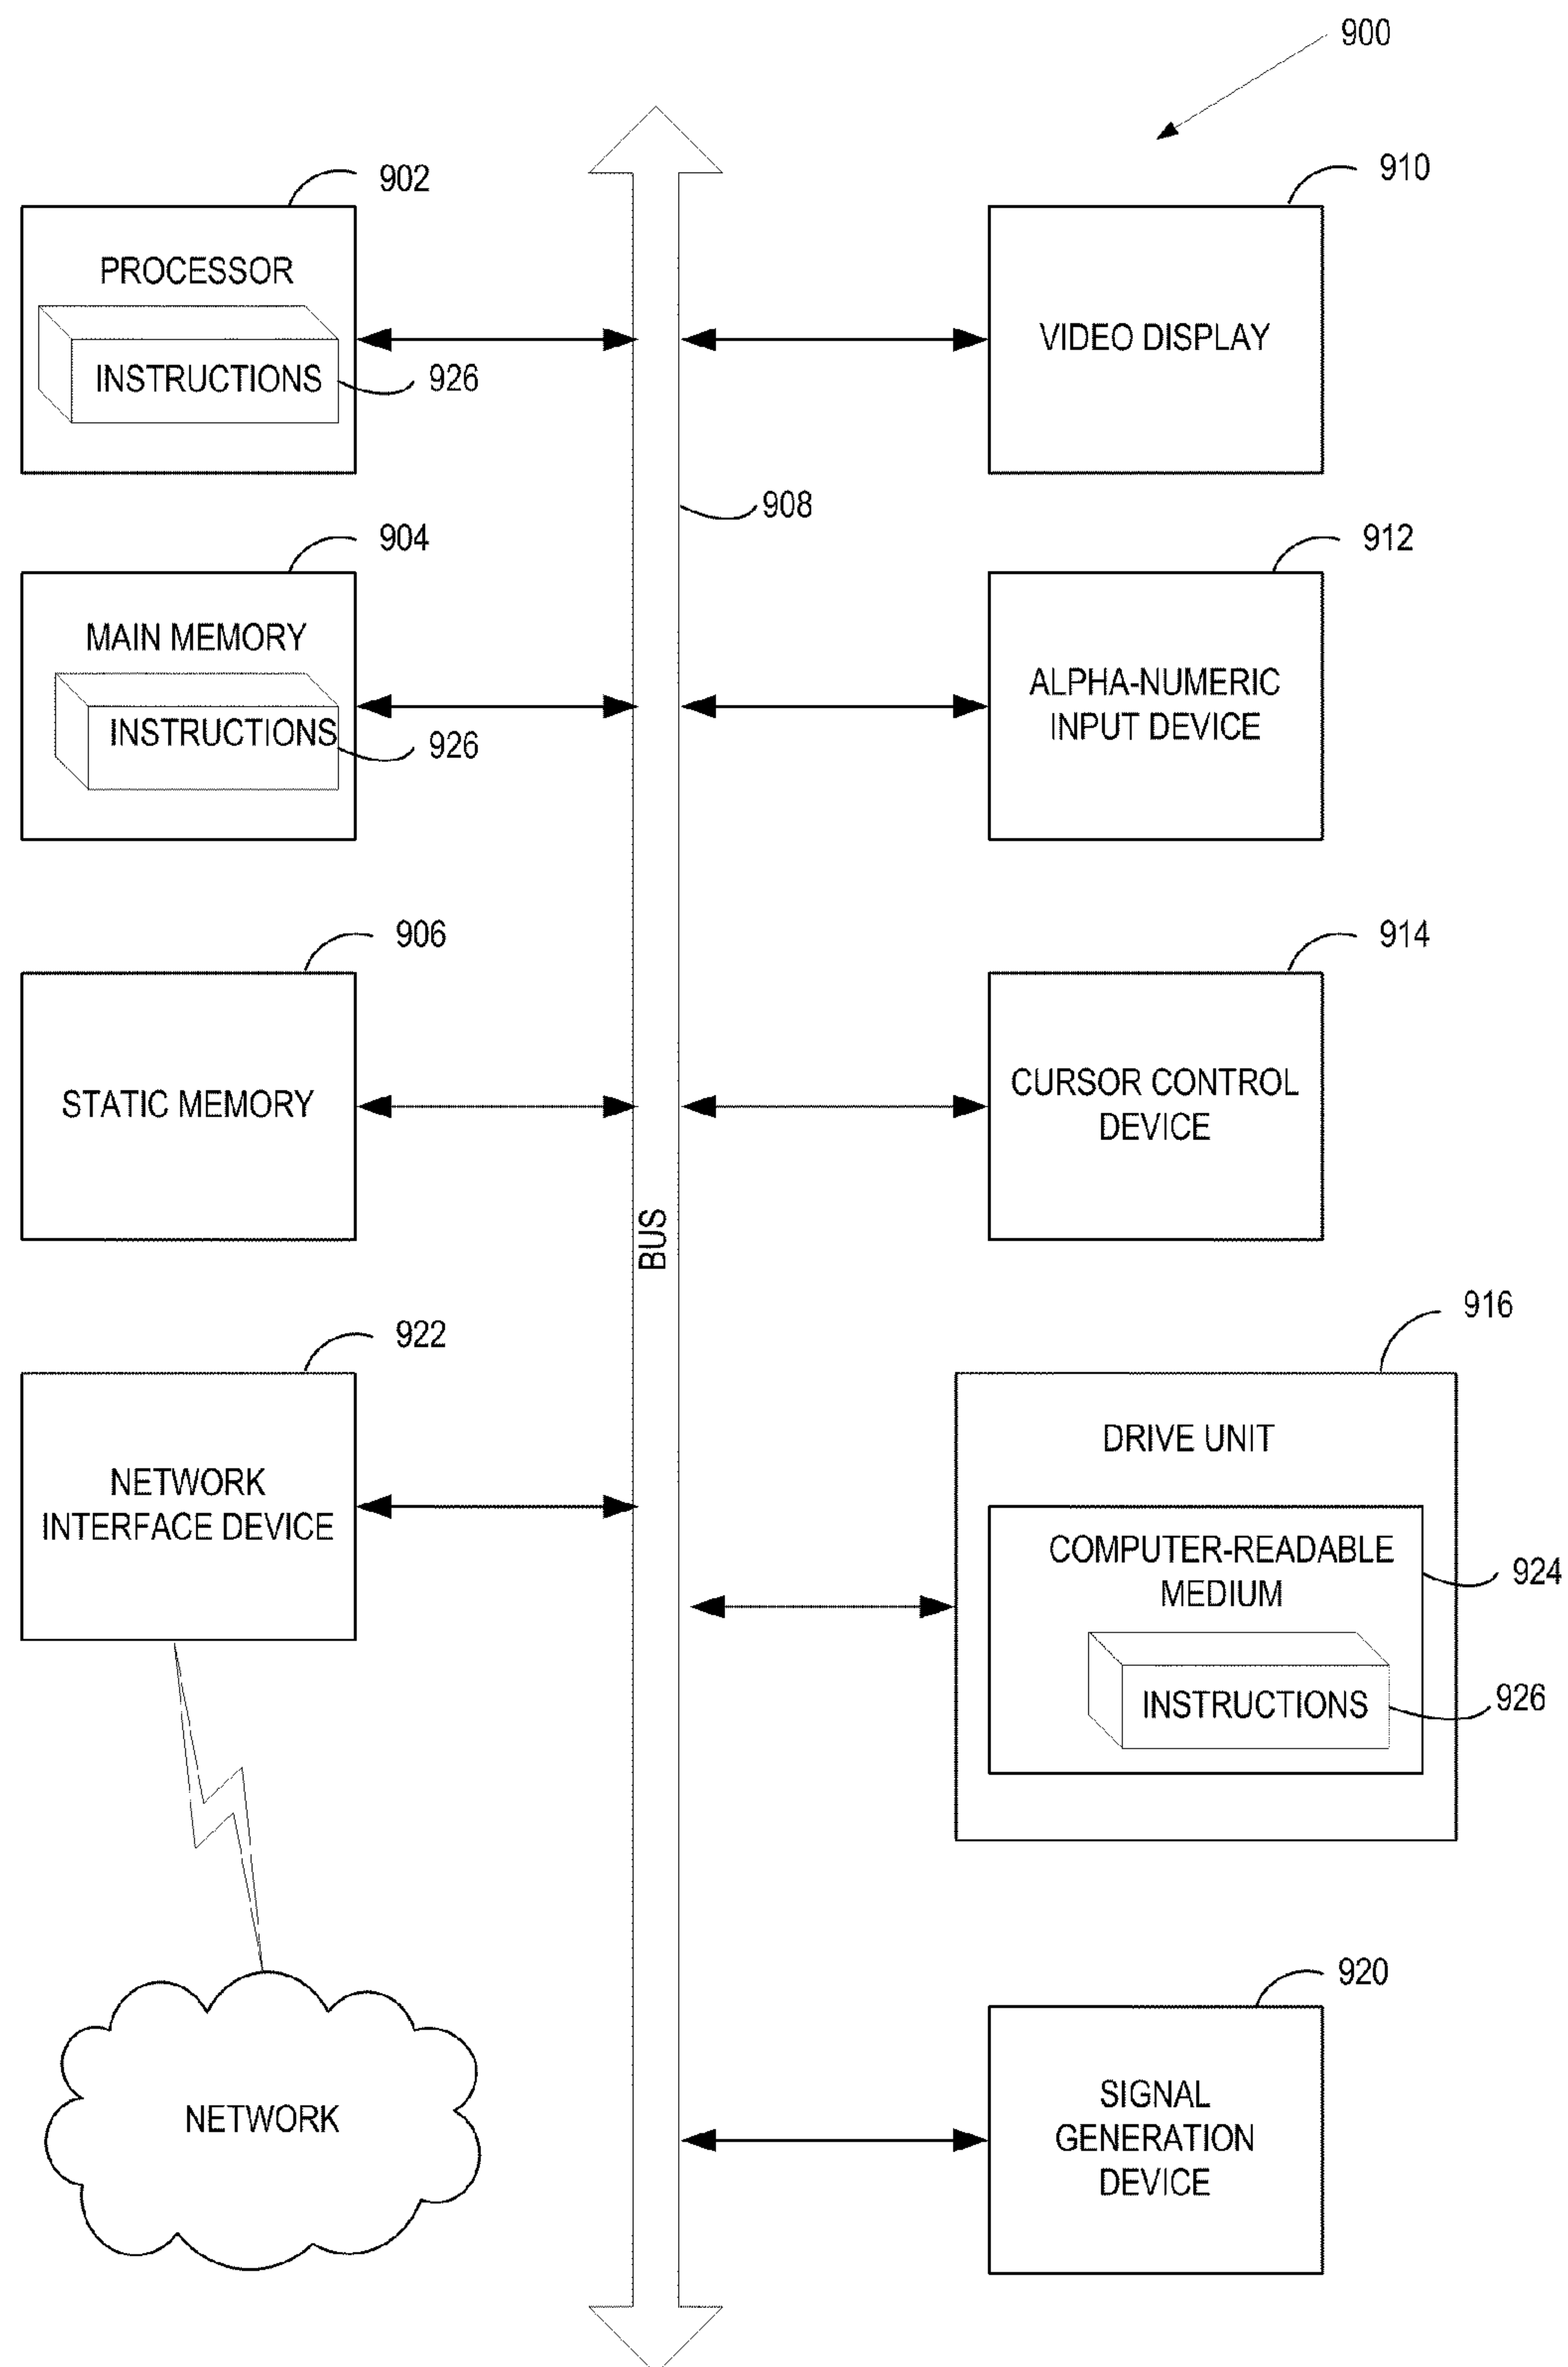 900
902
PROCESSOR
INSTRUCTIONS
926
904
MAIN MEMORY
INSTRUCTIONS
926
906
STATIC MEMORY
922
NETWORK
INTERFACE DEVICE
NETWORK
908
BUS
910
VIDEO DISPLAY
912
ALPHA-NUMERIC
INPUT DEVICE
914
CURSOR CONTROL
DEVICE
916
DRIVE UNIT
COMPUTER-READABLE
MEDIUM
924
INSTRUCTIONS
926
920
SIGNAL
GENERATION
DEVICE